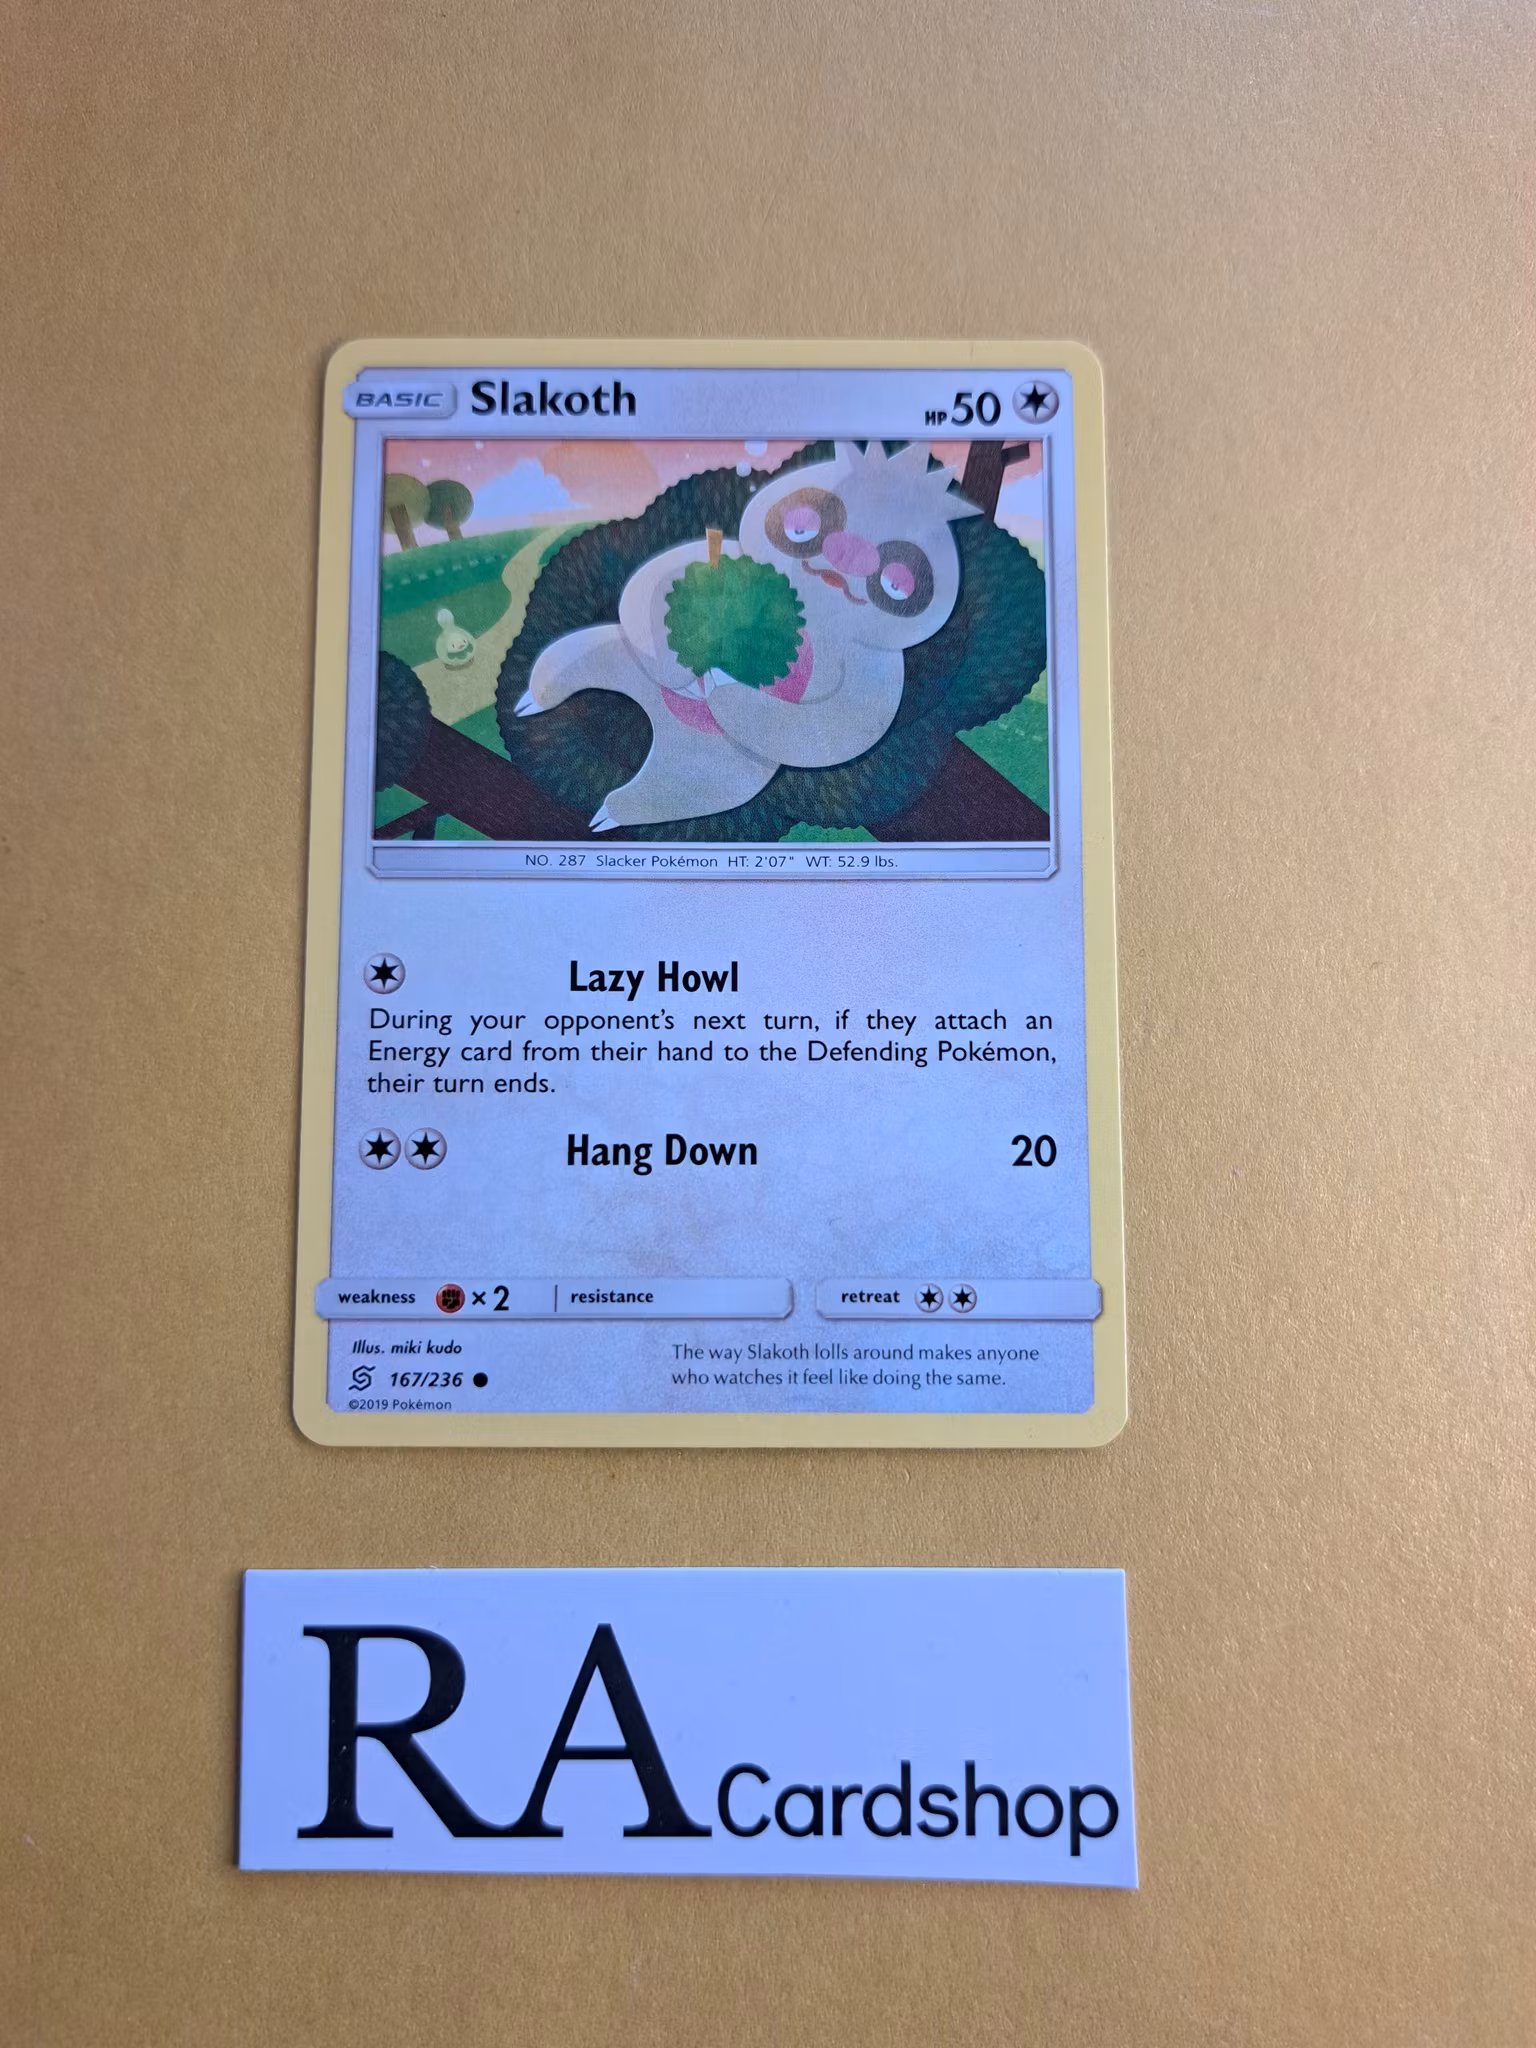 BASIC Slakoth HP 50
NO. 287 Slacker Pokémon HT: 2'07" WT: 52.9 lbs.
Lazy Howl
During your opponent's next turn, if they attach an
Energy card from their hand to the Defending Pokémon,
their turn ends.
Hang Down 20
weakness ×2 resistance retreat
Illus. miki kudo
167/236
©2019 Pokémon
The way Slakoth lolls around makes anyone
who watches it feel like doing the same.
RA Cardshop